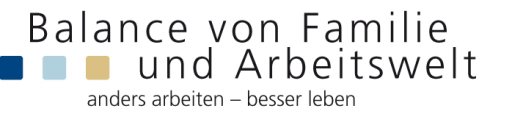 Balance von Familie
und Arbeitswelt
anders arbeiten – besser leben